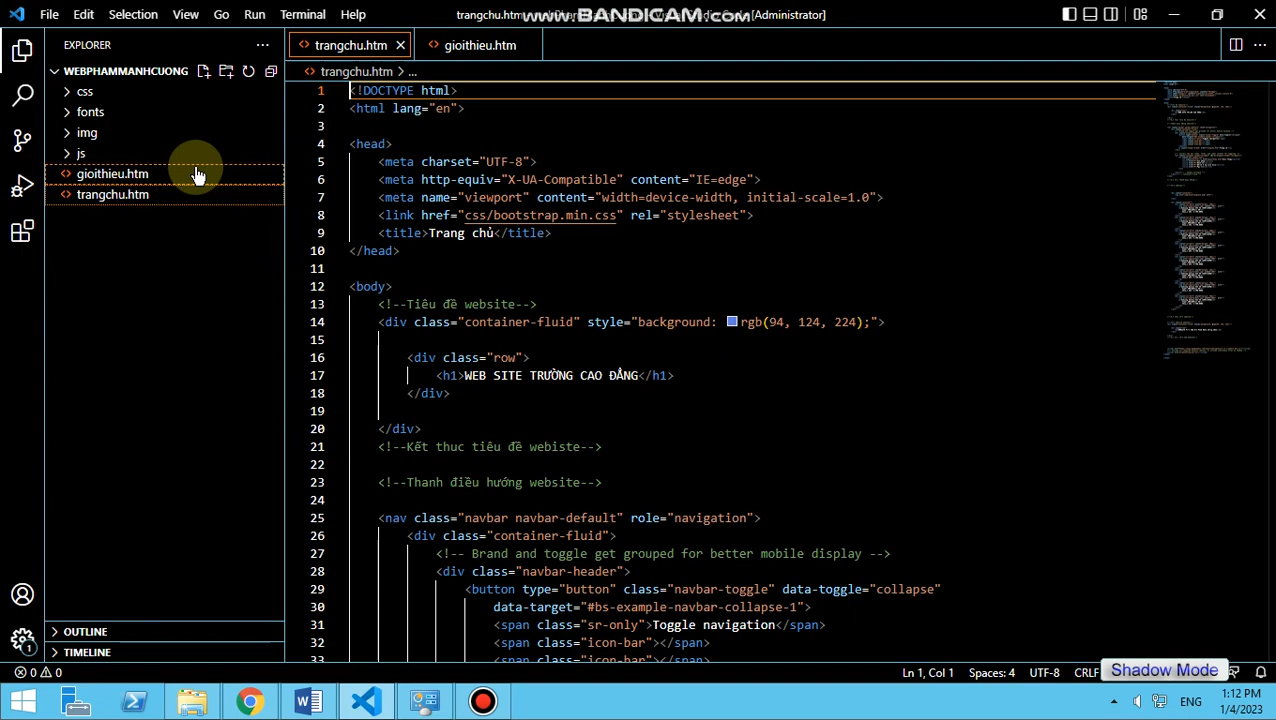 File Edit Selection View Go Run Terminal Help
trangchu.htm
www.BANDICAM.com
[Administrator]
EXPLORER
WEBPHAMMANHCUONG
css
fonts
img
js
gioithieu.htm
trangchu.htm
OUTLINE
TIMELINE
trangchu.htm gioithieu.htm
trangchu.htm > ...
1 <!DOCTYPE html>
2 <html lang="en">
3
4 <head>
5 <meta charset="UTF-8">
6 <meta http-equiv="X-UA-Compatible" content="IE=edge">
7 <meta name="viewport" content="width=device-width, initial-scale=1.0">
8 <link href="css/bootstrap.min.css" rel="stylesheet">
9 <title>Trang chủ</title>
10 </head>
11
12 <body>
13 <!--Tiêu đề website-->
14 <div class="container-fluid" style="background: rgb(94, 124, 224);">
15
16 <div class="row">
17 <h1>WEB SITE TRƯỜNG CAO ĐẲNG</h1>
18 </div>
19
20 </div>
21 <!--Kết thuc tiêu đề webiste-->
22
23 <!--Thanh điều hướng website-->
24
25 <nav class="navbar navbar-default" role="navigation">
26 <div class="container-fluid">
27 <!-- Brand and toggle get grouped for better mobile display -->
28 <div class="navbar-header">
29 <button type="button" class="navbar-toggle" data-toggle="collapse"
30 data-target="#bs-example-navbar-collapse-1">
31 <span class="sr-only">Toggle navigation</span>
32 <span class="icon-bar"></span>
33 <span class="icon-bar"></span>
1
0 0 Ln 1, Col 1 Spaces: 4 UTF-8 CRLF
Shadow Mode
ENG
1:12 PM
1/4/2023